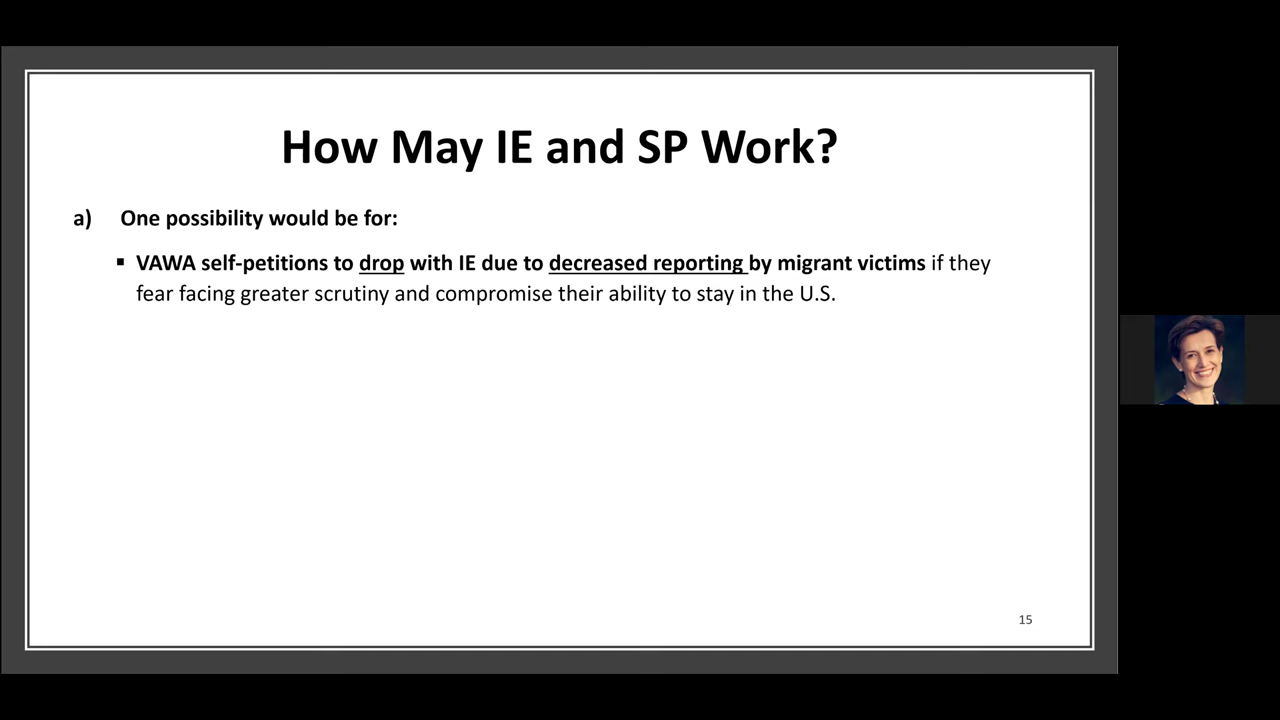 How May IE and SP Work?
a) One possibility would be for:
▪ VAWA self-petitions to drop with IE due to decreased reporting by migrant victims if they
fear facing greater scrutiny and compromise their ability to stay in the U.S.
15